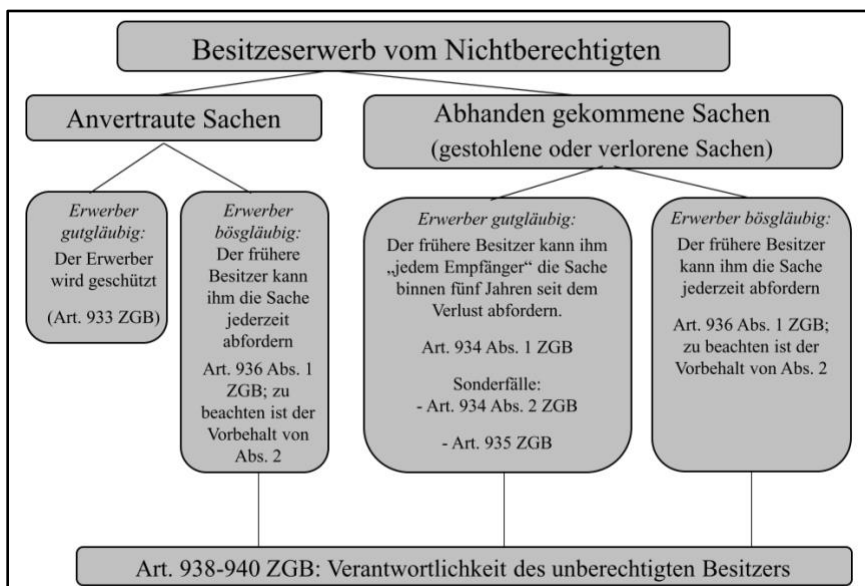 Besitzeserwerb vom Nichtberechtigten
Anvertraute Sachen
Abhanden gekommene Sachen
(gestohlene oder verlorene Sachen)
Erwerber
gutgläubig:
Der Erwerber
wird geschützt
(Art. 933 ZGB)
Erwerber
bösgläubig:
Der frühere
Besitzer kann
ihm die Sache
jederzeit
abfordern
Art. 936 Abs. 1
ZGB; zu
beachten ist der
Vorbehalt von
Abs. 2
Erwerber gutgläubig:
Der frühere Besitzer kann ihm
„jedem Empfänger“ die Sache
binnen fünf Jahren seit dem
Verlust abfordern.
Art. 934 Abs. 1 ZGB
Sonderfälle:
- Art. 934 Abs. 2 ZGB
- Art. 935 ZGB
Erwerber bösgläubig:
Der frühere Besitzer
kann ihm die Sache
jederzeit abfordern
Art. 936 Abs. 1 ZGB;
zu beachten ist der
Vorbehalt von Abs. 2
Art. 938-940 ZGB: Verantwortlichkeit des unberechtigten Besitzers